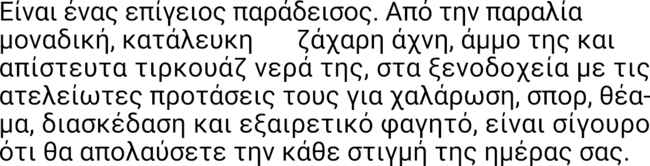 Είναι ένας επίγειος παράδεισος. Από την παραλία
μοναδική, κατάλευκη ζάχαρη άχνη, άμμο της και
απίστευτα τιρκουάζ νερά της, στα ξενοδοχεία με τις
ατελείωτες προτάσεις τους για χαλάρωση, σπορ, θέα-
μα, διασκέδαση και εξαιρετικό φαγητό, είναι σίγουρο
ότι θα απολαύσετε την κάθε στιγμή της ημέρας σας.